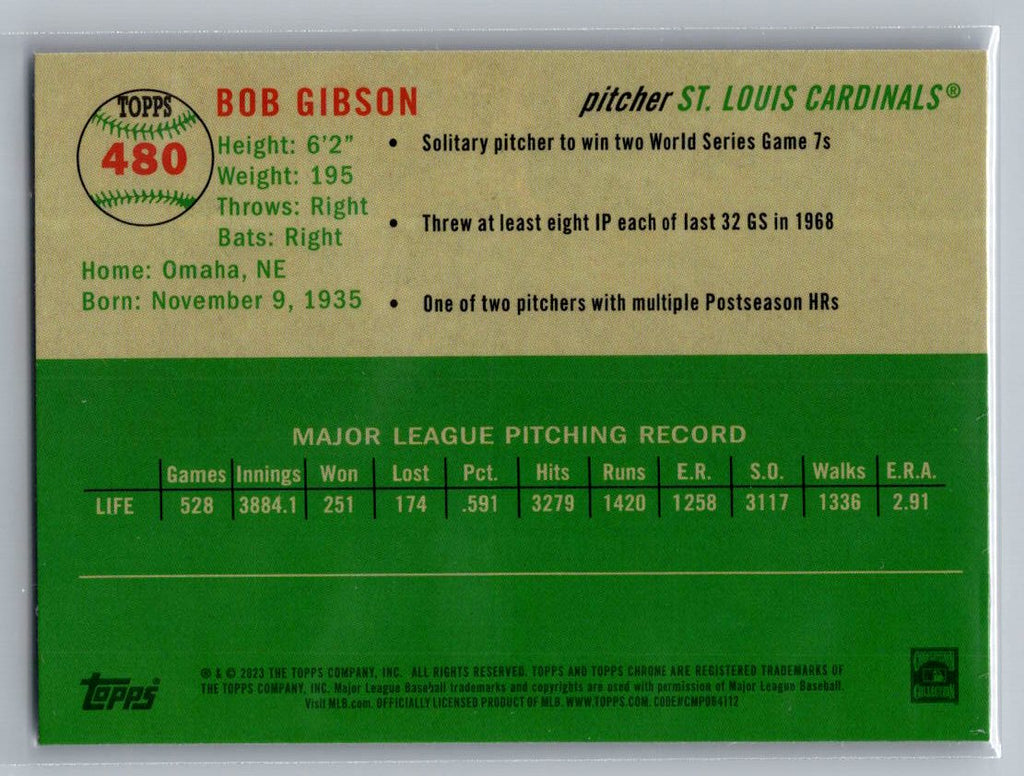 TOPPS
480
BOB GIBSON
pitcher ST. LOUIS CARDINALS®
Height: 6'2"
Weight: 195
Throws: Right
Bats: Right
Home: Omaha, NE
Born: November 9, 1935
• Solitary pitcher to win two World Series Game 7s
• Threw at least eight IP each of last 32 GS in 1968
• One of two pitchers with multiple Postseason HRs
MAJOR LEAGUE PITCHING RECORD
Games Innings Won Lost Pct. Hits Runs E.R. S.O. Walks E.R.A.
LIFE 528 3884.1 251 174 .591 3279 1420 1258 3117 1336 2.91
Topps
® & © 2023 THE TOPPS COMPANY, INC. ALL RIGHTS RESERVED. TOPPS AND TOPPS CHROME ARE REGISTERED TRADEMARKS OF
THE TOPPS COMPANY, INC. Major League Baseball trademarks and copyrights are used with permission of Major League Baseball.
Visit MLB.com. OFFICIALLY LICENSED PRODUCT OF MLB. WWW.TOPPS.COM. CODE#CMP084112
COOPERSTOWN
COLLECTION